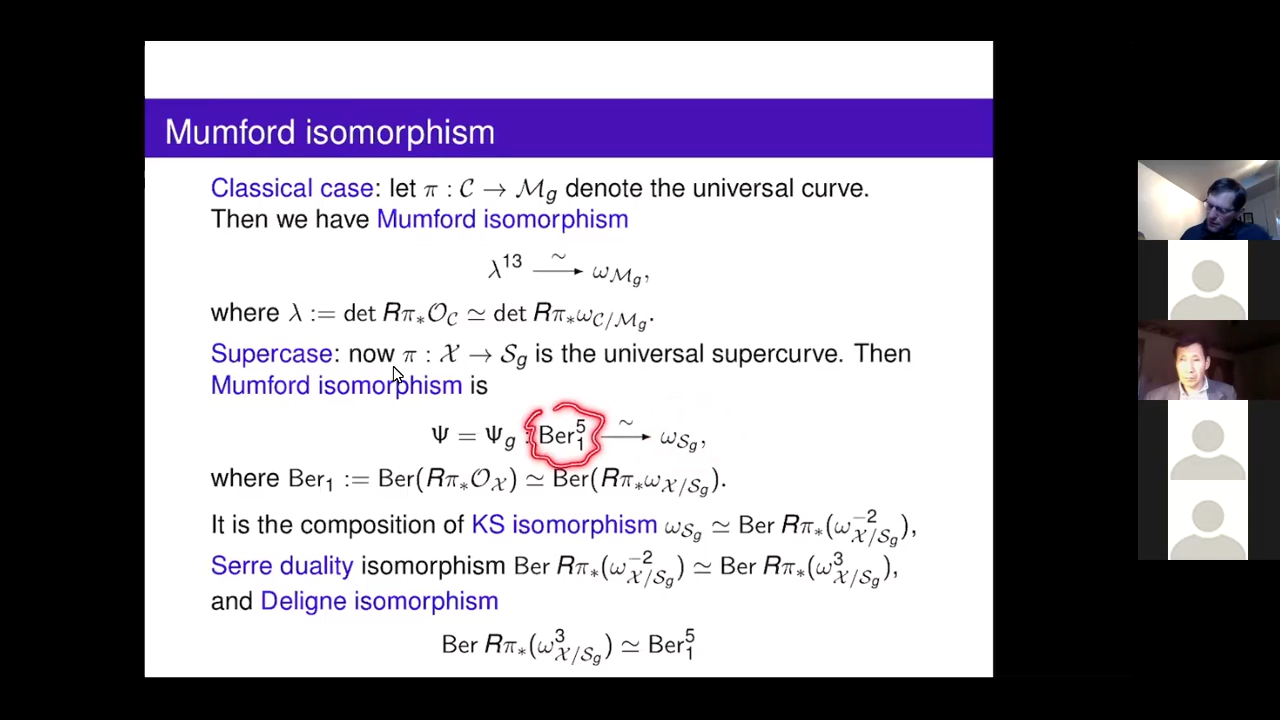 Mumford isomorphism
Classical case: let π : 𝒞 → ℳ_g denote the universal curve.
Then we have Mumford isomorphism
λ^13 →~ ω_{ℳ_g},
where λ := det Rπ_*𝒪_𝒞 ≃ det Rπ_*ω_{𝒞/ℳ_g}.
Supercase: now π : 𝒳 → 𝒮_g is the universal supercurve. Then
Mumford isomorphism is
Ψ = Ψ_g : Ber_1^5 →~ ω_{𝒮_g},
where Ber_1 := Ber(Rπ_*𝒪_𝒳) ≃ Ber(Rπ_*ω_{𝒳/𝒮_g}).
It is the composition of KS isomorphism ω_{𝒮_g} ≃ Ber Rπ_*(ω_{𝒳/𝒮_g}^{-2}),
Serre duality isomorphism Ber Rπ_*(ω_{𝒳/𝒮_g}^{-2}) ≃ Ber Rπ_*(ω_{𝒳/𝒮_g}^3),
and Deligne isomorphism
Ber Rπ_*(ω_{𝒳/𝒮_g}^3) ≃ Ber_1^5